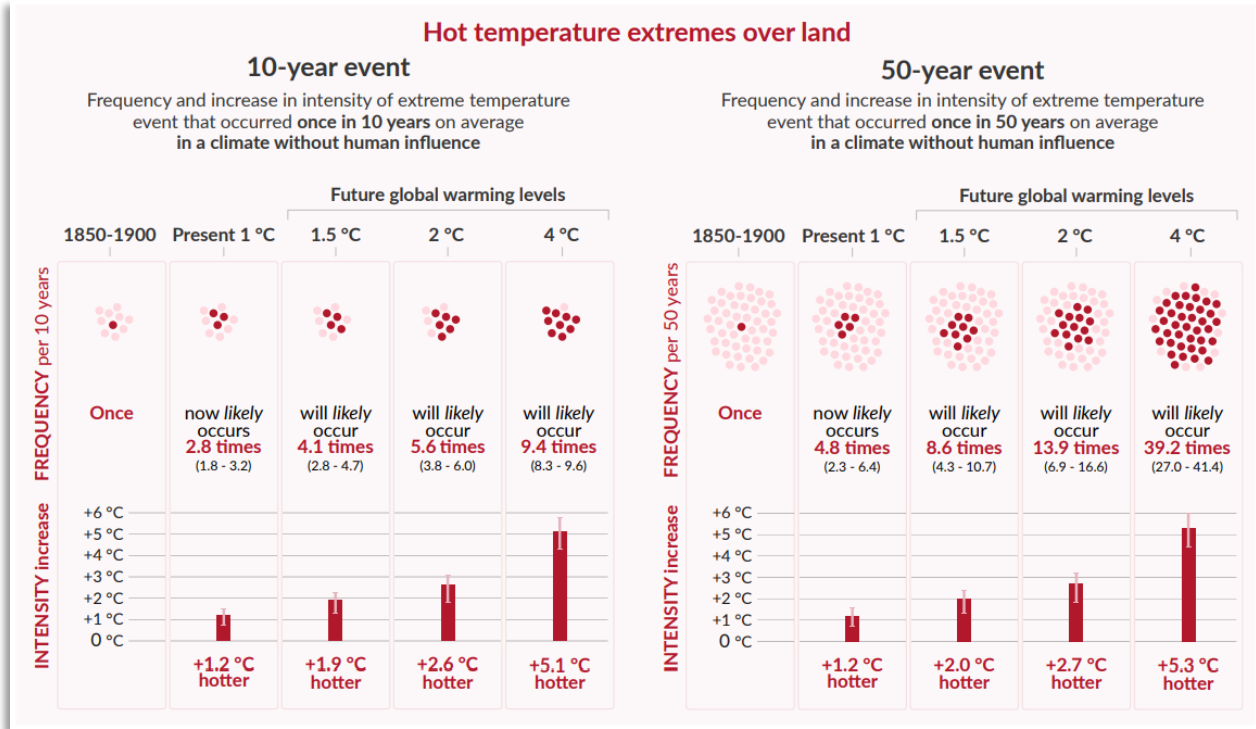 Hot temperature extremes over land
10-year event
Frequency and increase in intensity of extreme temperature
event that occurred once in 10 years on average
in a climate without human influence
Future global warming levels
1850-1900
Present 1 °C
1.5 °C
2 °C
4 °C
FREQUENCY per 10 years
Once
now likely
occurs
2.8 times
(1.8 - 3.2)
will likely
occur
4.1 times
(2.8 - 4.7)
will likely
occur
5.6 times
(3.8 - 6.0)
will likely
occur
9.4 times
(8.3 - 9.6)
INTENSITY increase
+6 °C
+5 °C
+4 °C
+3 °C
+2 °C
+1 °C
0 °C
+1.2 °C
hotter
+1.9 °C
hotter
+2.6 °C
hotter
+5.1 °C
hotter
50-year event
Frequency and increase in intensity of extreme temperature
event that occurred once in 50 years on average
in a climate without human influence
Future global warming levels
1850-1900
Present 1 °C
1.5 °C
2 °C
4 °C
FREQUENCY per 50 years
Once
now likely
occurs
4.8 times
(2.3 - 6.4)
will likely
occur
8.6 times
(4.3 - 10.7)
will likely
occur
13.9 times
(6.9 - 16.6)
will likely
occur
39.2 times
(27.0 - 41.4)
INTENSITY increase
+6 °C
+5 °C
+4 °C
+3 °C
+2 °C
+1 °C
0 °C
+1.2 °C
hotter
+2.0 °C
hotter
+2.7 °C
hotter
+5.3 °C
hotter